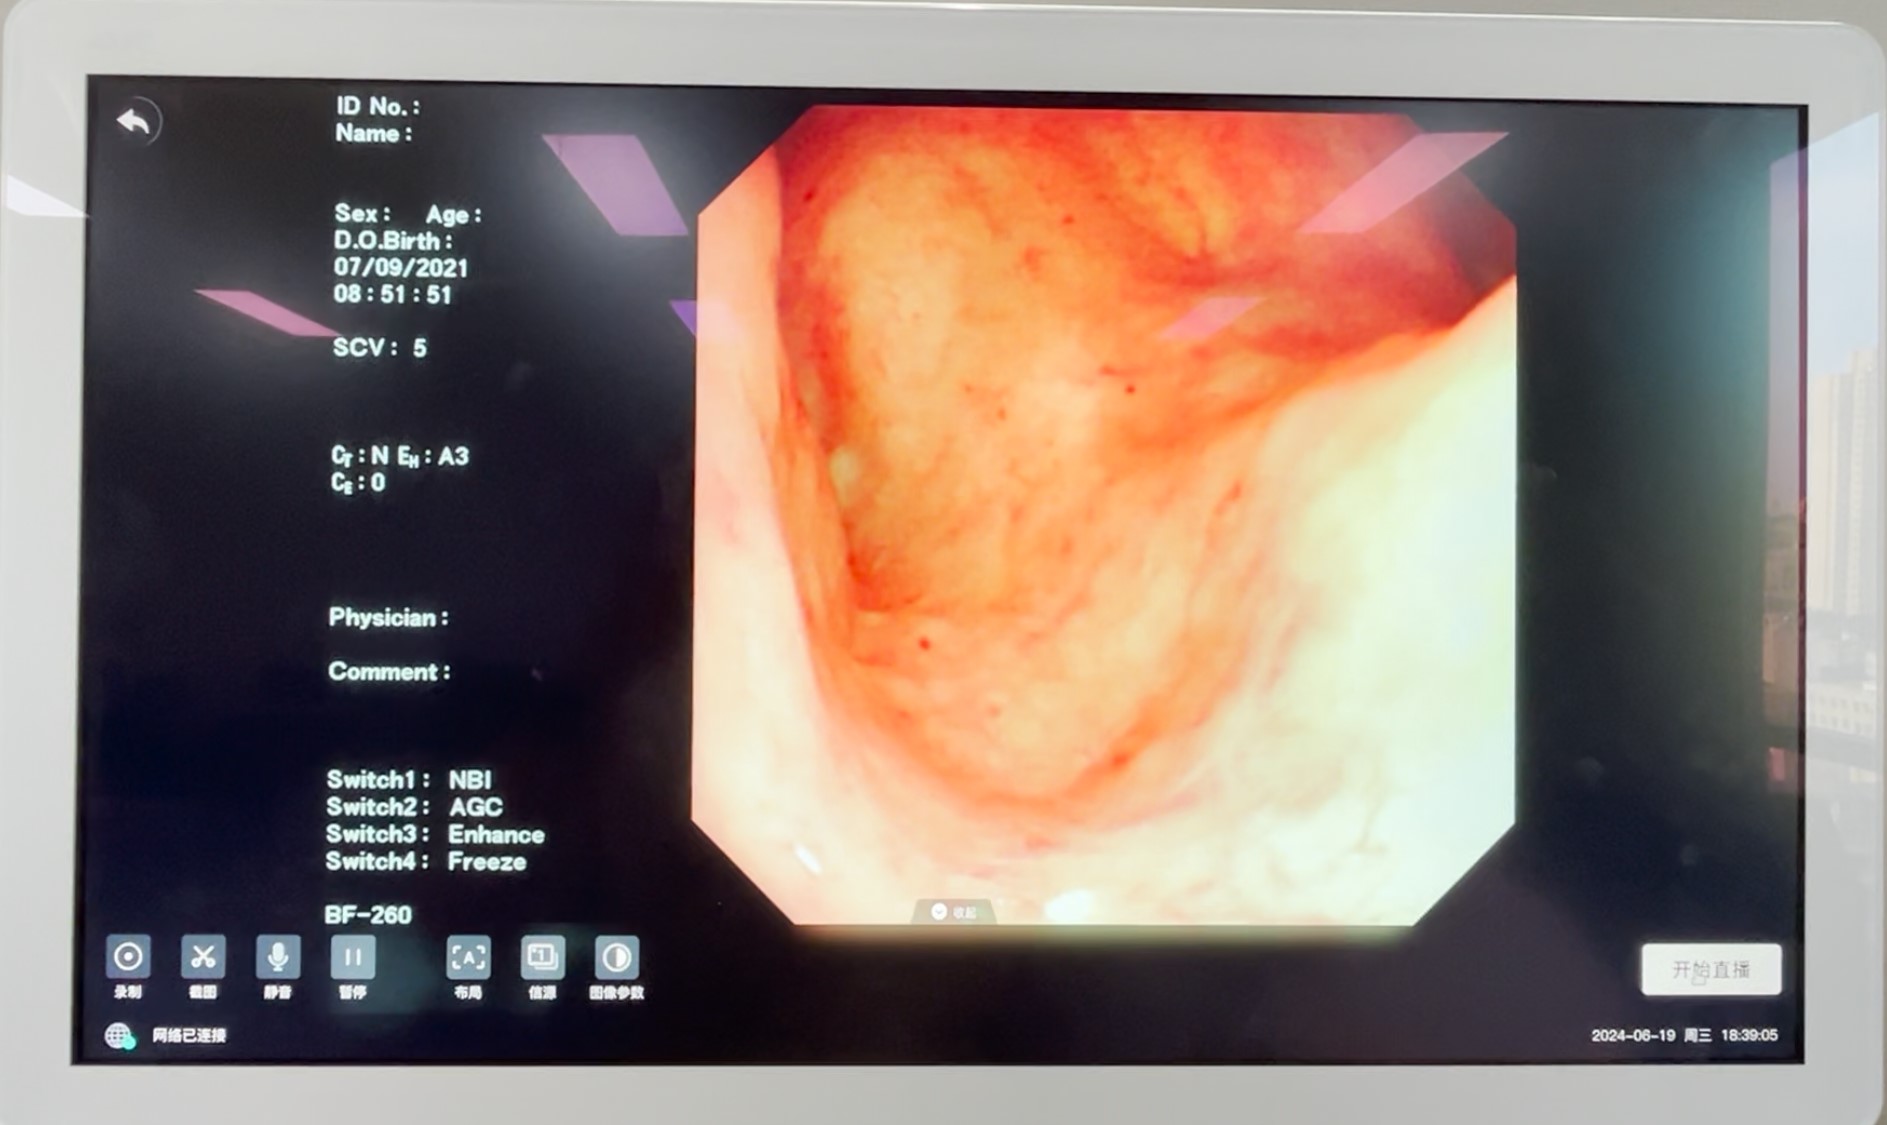 ID No.:
Name:
Sex: Age:
D.O.Birth:
07/09/2021
08:51:51
SCV: 5
CT:N EH:A3
CE:0
Physician:
Comment:
Switch1: NBI
Switch2: AGC
Switch3: Enhance
Switch4: Freeze
BF-260
收起
录制 截图 静音 暂停 布局 信源 图像参数
开始直播
网络已连接
2024-06-19 周三 18:39:05